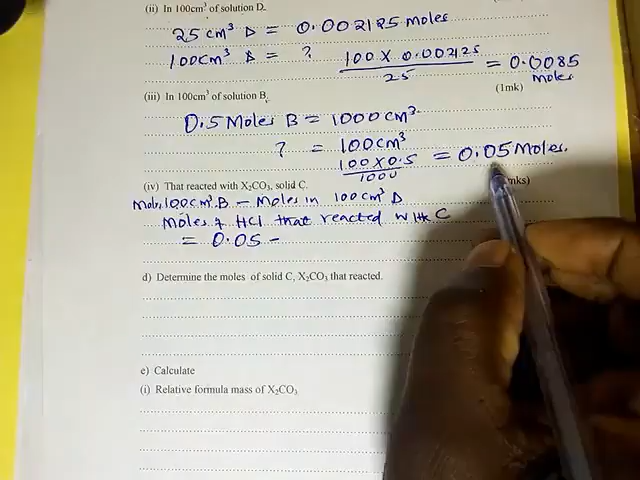 (ii) In 100cm³ of solution D.
25 cm³ D = 0.002125 moles
100cm³ D = ? 100 X 0.002125 / 25 = 0.0085 moles
(1mk)
(iii) In 100cm³ of solution B.
0.5 Moles B = 1000 cm³
? = 100cm³
100 X 0.5 / 1000 = 0.05 Moles.
(iv) That reacted with X₂CO₃, solid C. mks)
100cm³ B – Moles in 100cm³ D
Moles of HCl that reacted with C
= 0.05 –
d) Determine the moles of solid C, X₂CO₃ that reacted.
e) Calculate
(i) Relative formula mass of X₂CO₃